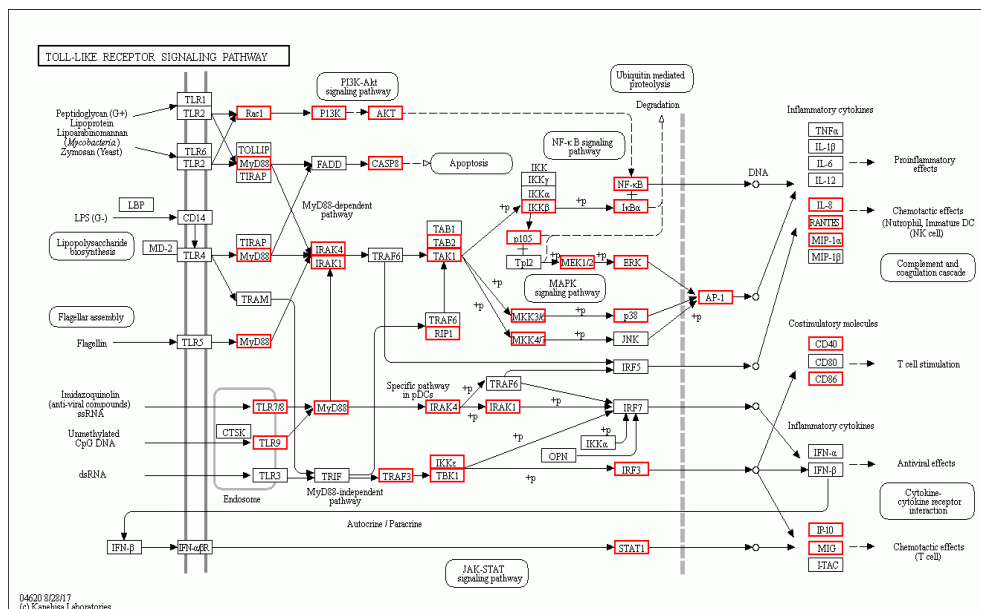 TOLL-LIKE RECEPTOR SIGNALING PATHWAY
PI3K-Akt
signaling pathway
Ubiquitin mediated
proteolysis
Degradation
Inflammatory cytokines
Peptidoglycan (G+)
Lipoprotein
Lipoarabinomannan
(Mycobacteria)
Zymosan (Yeast)
TLR1
TLR2
Rac1
PI3K
AKT
TLR6
TLR2
TOLLIP
MyD88
TIRAP
FADD
CASP8
Apoptosis
NF-κ B signaling
pathway
IKK
IKKγ
IKKα
IKKβ
+p
NF-κB
+
IκBα
DNA
TNFα
IL-1β
IL-6
IL-12
Proinflammatory
effects
MyD88-dependent
pathway
LBP
LPS (G-)
CD14
IL-8
RANTES
MIP-1α
MIP-1β
Chemotactic effects
(Nutrophil, Immature DC)
(NK cell)
Lipopolysaccharide
biosynthesis
MD-2
TLR4
TIRAP
MyD88
IRAK4
IRAK1
TRAF6
TAB1
TAB2
TAK1
+p
p105
+
Tpl2
+p
MEK1/2
+p
ERK
MAPK
signaling pathway
Complement and
coagulation cascade
TRAM
AP-1
Flagellar assembly
TRAF6
RIP1
+p
+p
MKK3/6
+p
p38
+p
MKK4/7
+p
JNK
+p
Costimulatory molecules
CD40
CD80
CD86
T cell stimulation
Flagellin
TLR5
MyD88
IRF5
Imidazoquinolin
(anti-viral compounds)
ssRNA
TLR7/8
MyD88
Specific pathway
in pDCs
IRAK4
+p
+p
IRAK1
TRAF6
+p
IRF7
Inflammatory cytokines
Unmethylated
CpG DNA
CTSK
TLR9
IKKα
OPN
+p
IFN-α
IFN-β
Antiviral effects
dsRNA
TLR3
TRIF
TRAF3
IKKε
TBK1
+p
IRF3
Endosome
MyD88-independent
pathway
Cytokine-
cytokine receptor
interaction
Autocrine / Paracrine
IFN-β
IFN-αβR
STAT1
IP-10
MIG
I-TAC
Chemotactic effects
(T cell)
JAK-STAT
signaling pathway
04620 8/28/17
(c) Kanehisa Laboratories